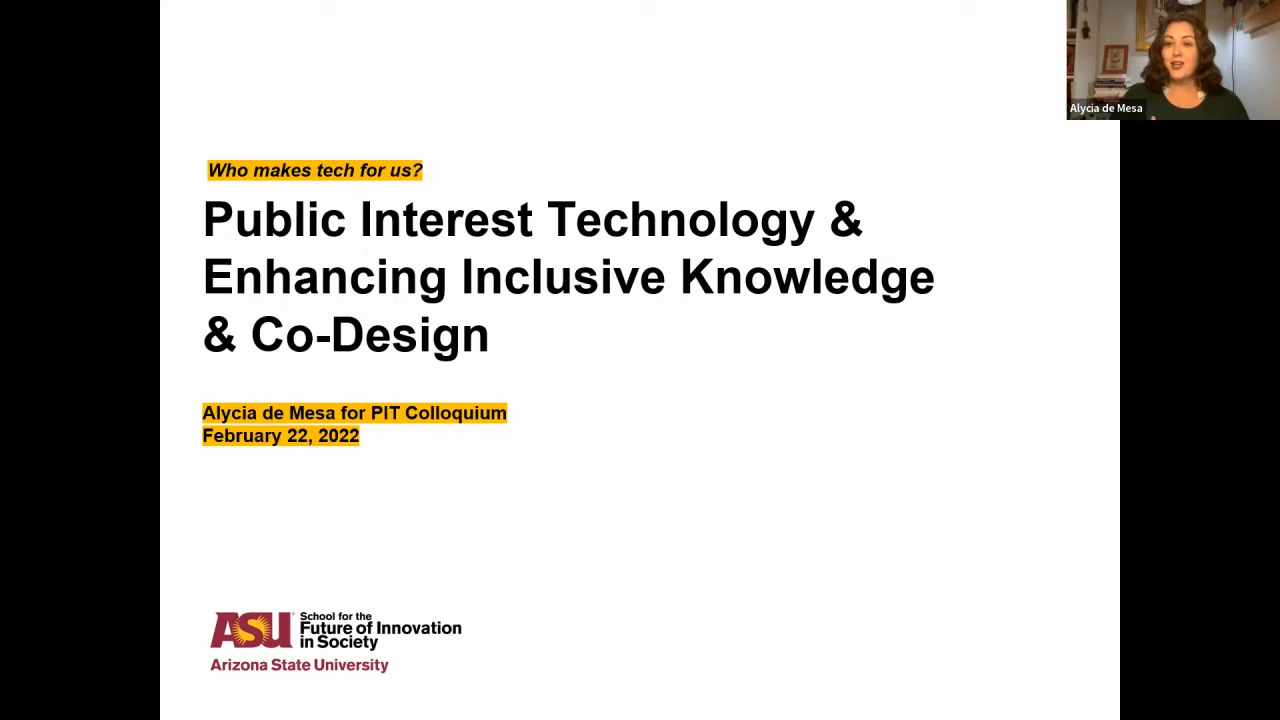 Alycia de Mesa
Who makes tech for us?
Public Interest Technology &
Enhancing Inclusive Knowledge
& Co-Design
Alycia de Mesa for PIT Colloquium
February 22, 2022
ASU
School for the
Future of Innovation
in Society
Arizona State University